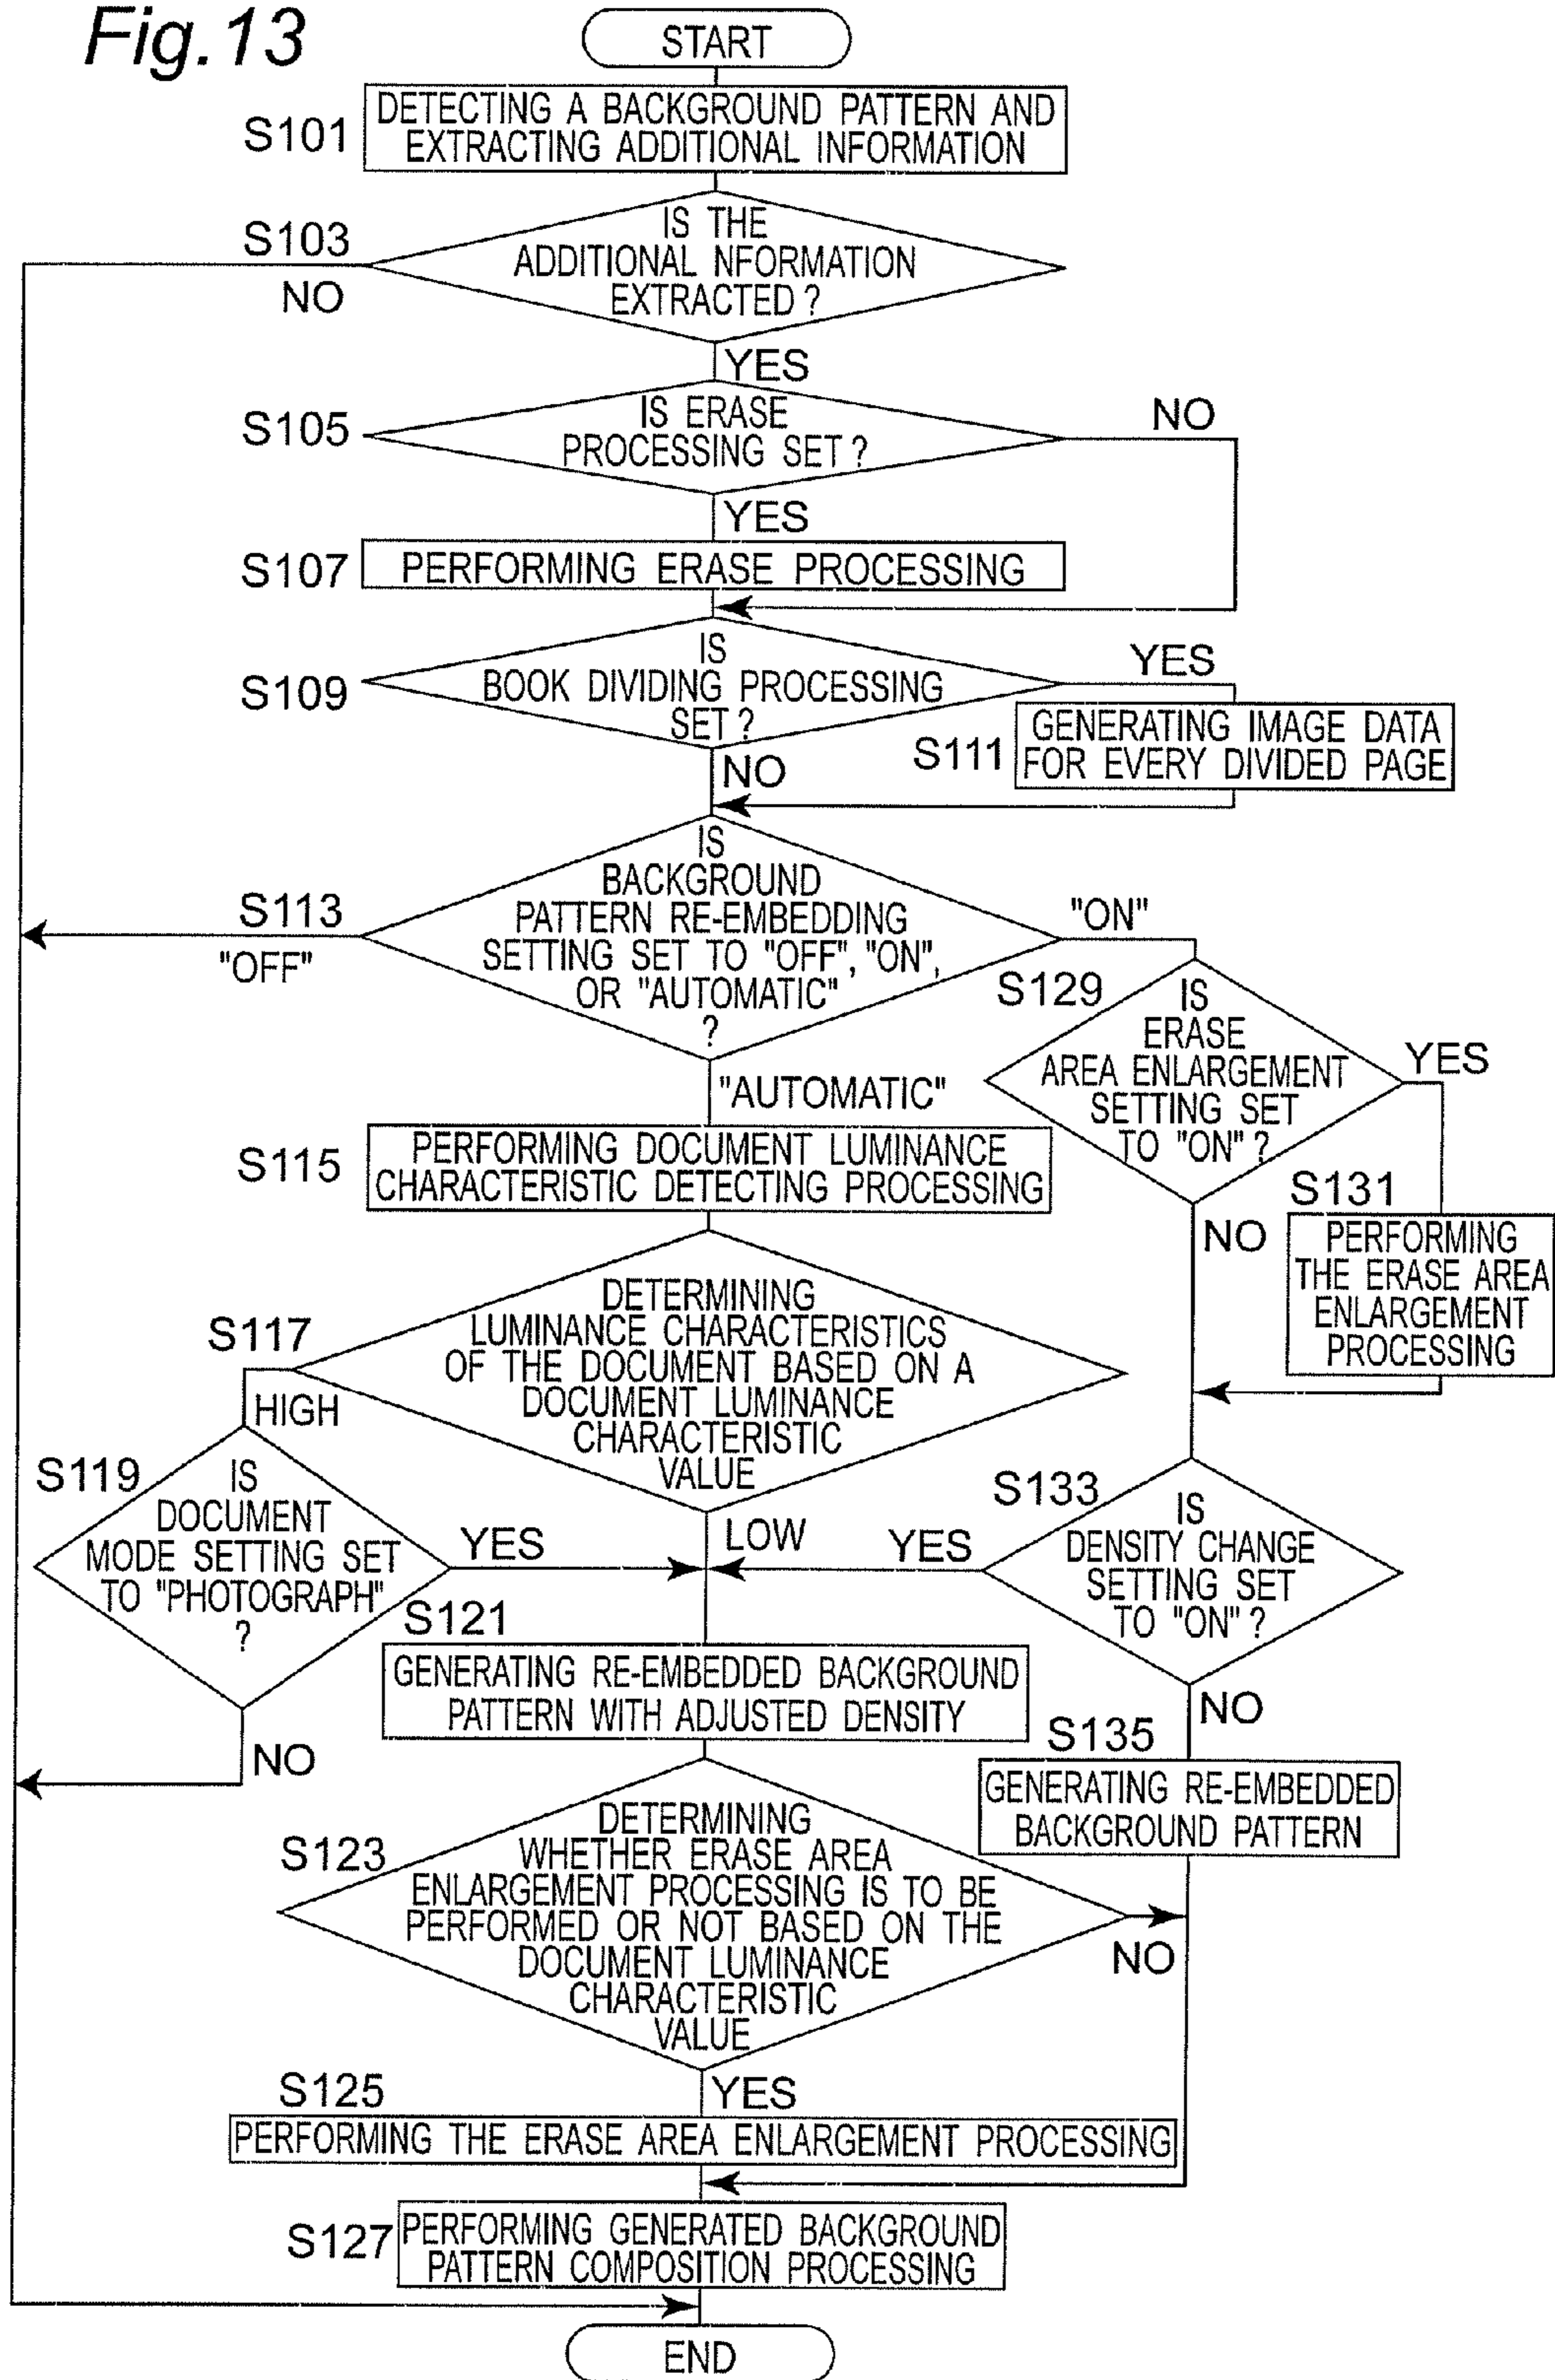 Fig.13
START
S101
DETECTING A BACKGROUND PATTERN AND
EXTRACTING ADDITIONAL INFORMATION
S103
IS THE
ADDITIONAL NFORMATION
EXTRACTED ?
NO
YES
S105
IS ERASE
PROCESSING SET ?
NO
YES
S107
PERFORMING ERASE PROCESSING
S109
IS
BOOK DIVIDING PROCESSING
SET ?
YES
S111
GENERATING IMAGE DATA
FOR EVERY DIVIDED PAGE
NO
S113
IS
BACKGROUND
PATTERN RE-EMBEDDING
SETTING SET TO "OFF", "ON",
OR "AUTOMATIC"
?
"OFF"
"ON"
"AUTOMATIC"
S129
IS
ERASE
AREA ENLARGEMENT
SETTING SET
TO "ON" ?
YES
NO
S131
PERFORMING
THE ERASE AREA
ENLARGEMENT
PROCESSING
S115
PERFORMING DOCUMENT LUMINANCE
CHARACTERISTIC DETECTING PROCESSING
S117
DETERMINING
LUMINANCE CHARACTERISTICS
OF THE DOCUMENT BASED ON A
DOCUMENT LUMINANCE
CHARACTERISTIC
VALUE
HIGH
LOW
S119
IS
DOCUMENT
MODE SETTING SET
TO "PHOTOGRAPH"
?
YES
NO
S133
IS
DENSITY CHANGE
SETTING SET
TO "ON" ?
YES
NO
S121
GENERATING RE-EMBEDDED BACKGROUND
PATTERN WITH ADJUSTED DENSITY
S135
GENERATING RE-EMBEDDED
BACKGROUND PATTERN
S123
DETERMINING
WHETHER ERASE AREA
ENLARGEMENT PROCESSING IS TO BE
PERFORMED OR NOT BASED ON THE
DOCUMENT LUMINANCE
CHARACTERISTIC
VALUE
NO
YES
S125
PERFORMING THE ERASE AREA ENLARGEMENT PROCESSING
S127
PERFORMING GENERATED BACKGROUND
PATTERN COMPOSITION PROCESSING
END